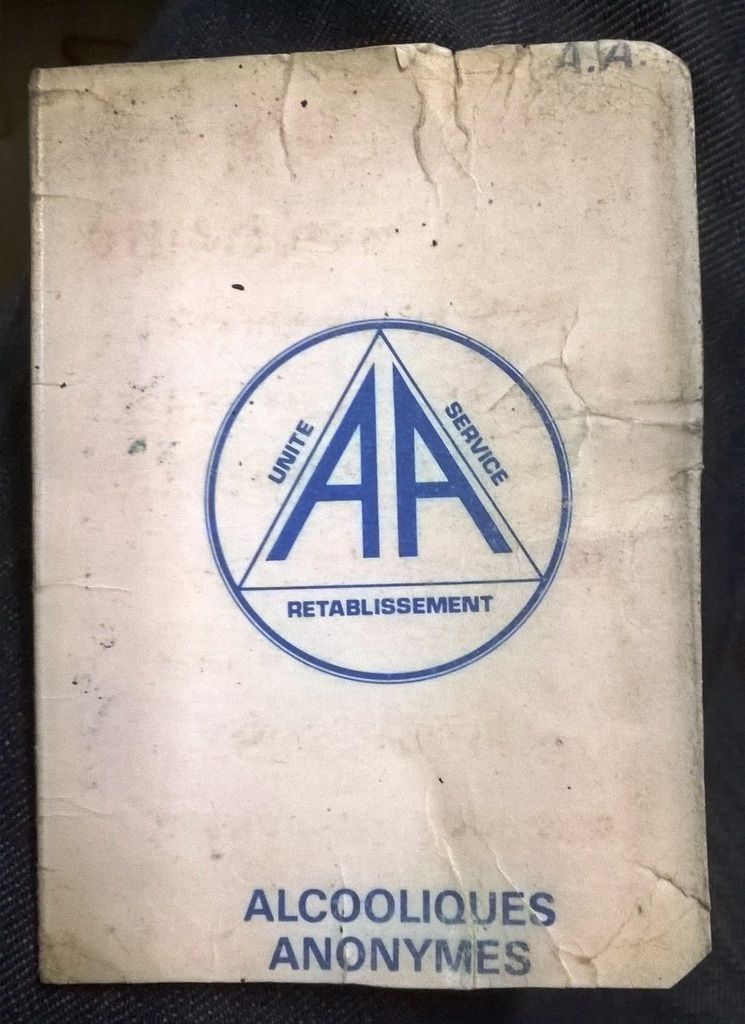 A.A.
UNITE
SERVICE
AA
RETABLISSEMENT
ALCOOLIQUES
ANONYMES